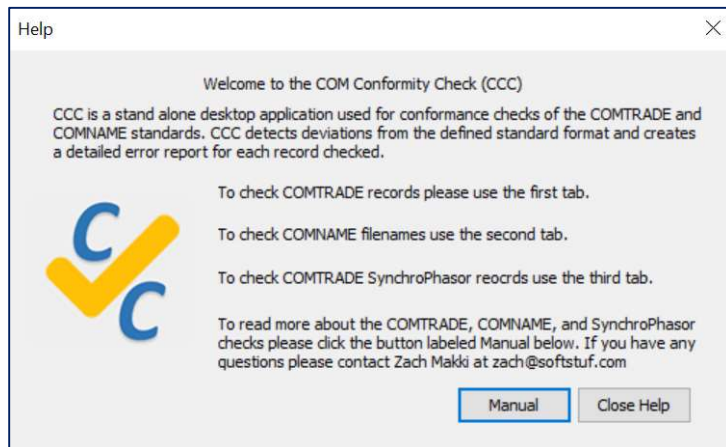 Help
Welcome to the COM Conformity Check (CCC)
CCC is a stand alone desktop application used for conformance checks of the COMTRADE and
COMNAME standards. CCC detects deviations from the defined standard format and creates
a detailed error report for each record checked.
To check COMTRADE records please use the first tab.
To check COMNAME filenames use the second tab.
To check COMTRADE SynchroPhasor reocrds use the third tab.
C
C
To read more about the COMTRADE, COMNAME, and SynchroPhasor
checks please click the button labeled Manual below. If you have any
questions please contact Zach Makki at zach@softstuf.com
Manual
Close Help